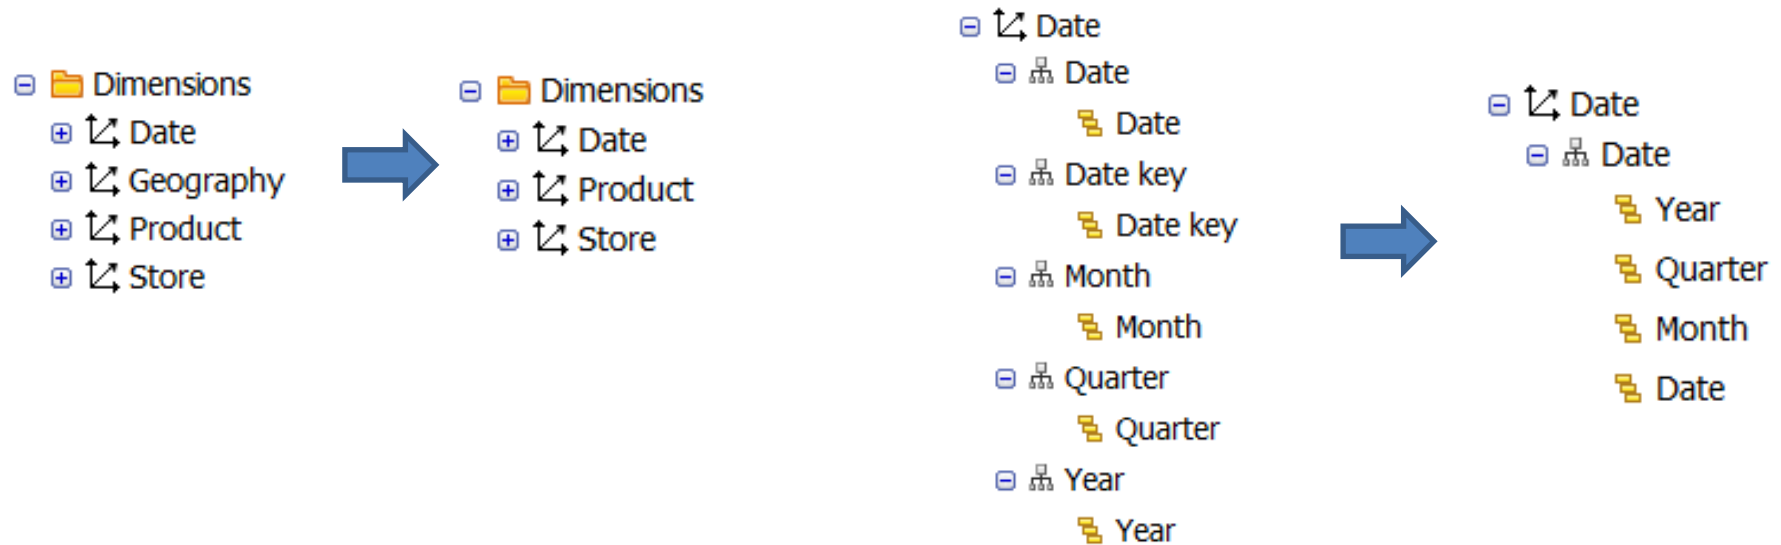 Dimensions
Date
Geography
Product
Store
Dimensions
Date
Product
Store
Date
Date
Date
Date key
Date key
Month
Month
Quarter
Quarter
Year
Year
Date
Date
Year
Quarter
Month
Date